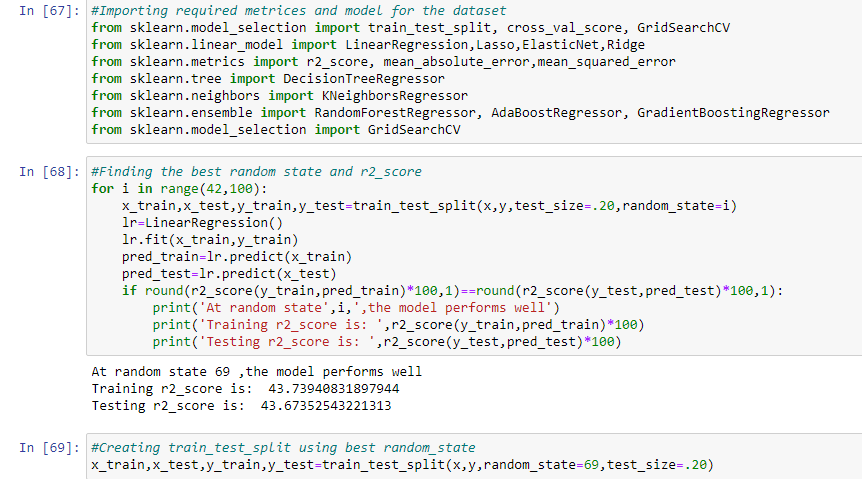 In [67]: #Importing required metrices and model for the dataset
from sklearn.model_selection import train_test_split, cross_val_score, GridSearchCV
from sklearn.linear_model import LinearRegression,Lasso,ElasticNet,Ridge
from sklearn.metrics import r2_score, mean_absolute_error,mean_squared_error
from sklearn.tree import DecisionTreeRegressor
from sklearn.neighbors import KNeighborsRegressor
from sklearn.ensemble import RandomForestRegressor, AdaBoostRegressor, GradientBoostingRegressor
from sklearn.model_selection import GridSearchCV
In [68]: #Finding the best random state and r2_score
for i in range(42,100):
    x_train,x_test,y_train,y_test=train_test_split(x,y,test_size=.20,random_state=i)
    lr=LinearRegression()
    lr.fit(x_train,y_train)
    pred_train=lr.predict(x_train)
    pred_test=lr.predict(x_test)
    if round(r2_score(y_train,pred_train)*100,1)==round(r2_score(y_test,pred_test)*100,1):
        print('At random state',i,',the model performs well')
        print('Training r2_score is: ',r2_score(y_train,pred_train)*100)
        print('Testing r2_score is: ',r2_score(y_test,pred_test)*100)
At random state 69 ,the model performs well
Training r2_score is:  43.73940831897944
Testing r2_score is:  43.67352543221313
In [69]: #Creating train_test_split using best random_state
x_train,x_test,y_train,y_test=train_test_split(x,y,random_state=69,test_size=.20)